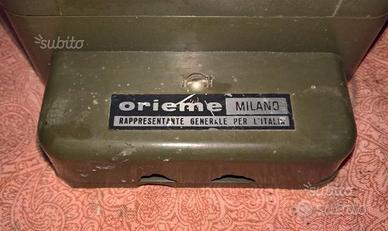 subito
orieme MILANO
RAPPRESENTANTE GENERALE PER L'ITALIA
subito